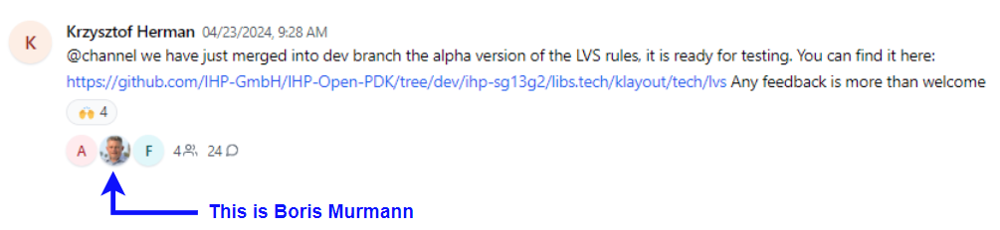 K
Krzysztof Herman 04/23/2024, 9:28 AM
@channel we have just merged into dev branch the alpha version of the LVS rules, it is ready for testing. You can find it here:
https://github.com/IHP-GmbH/IHP-Open-PDK/tree/dev/ihp-sg13g2/libs.tech/klayout/tech/lvs Any feedback is more than welcome
🙌 4
A F 4 24
This is Boris Murmann